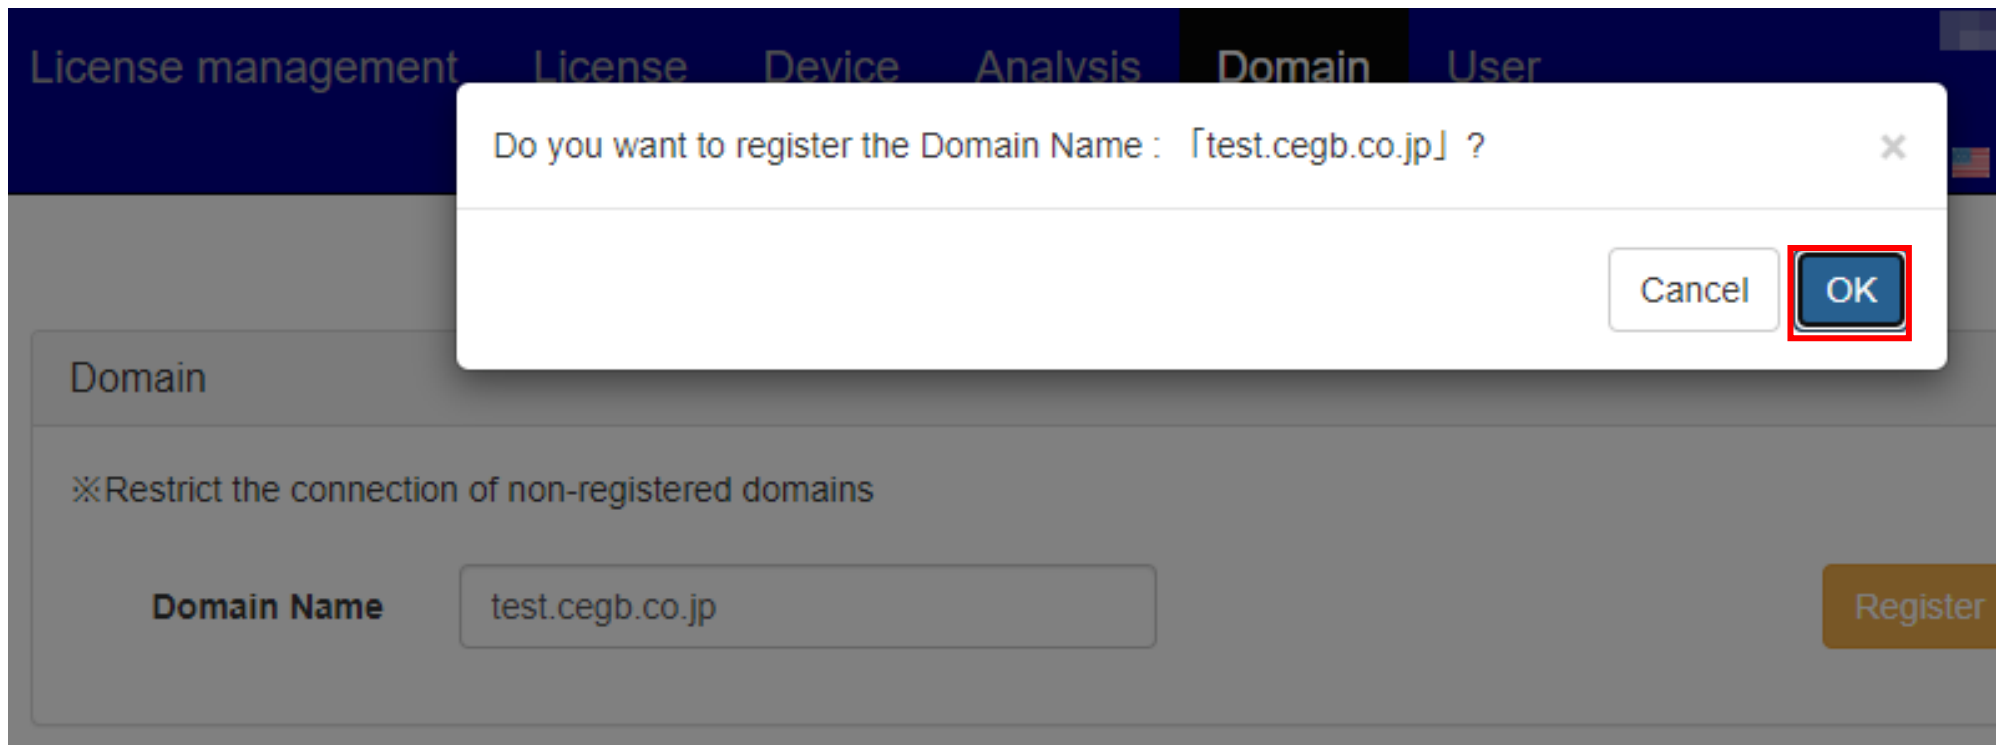 License management License Device Analysis Domain User
Do you want to register the Domain Name : 「test.cegb.co.jp」 ?
×
Cancel OK
Domain
※Restrict the connection of non-registered domains
Domain Name test.cegb.co.jp Register